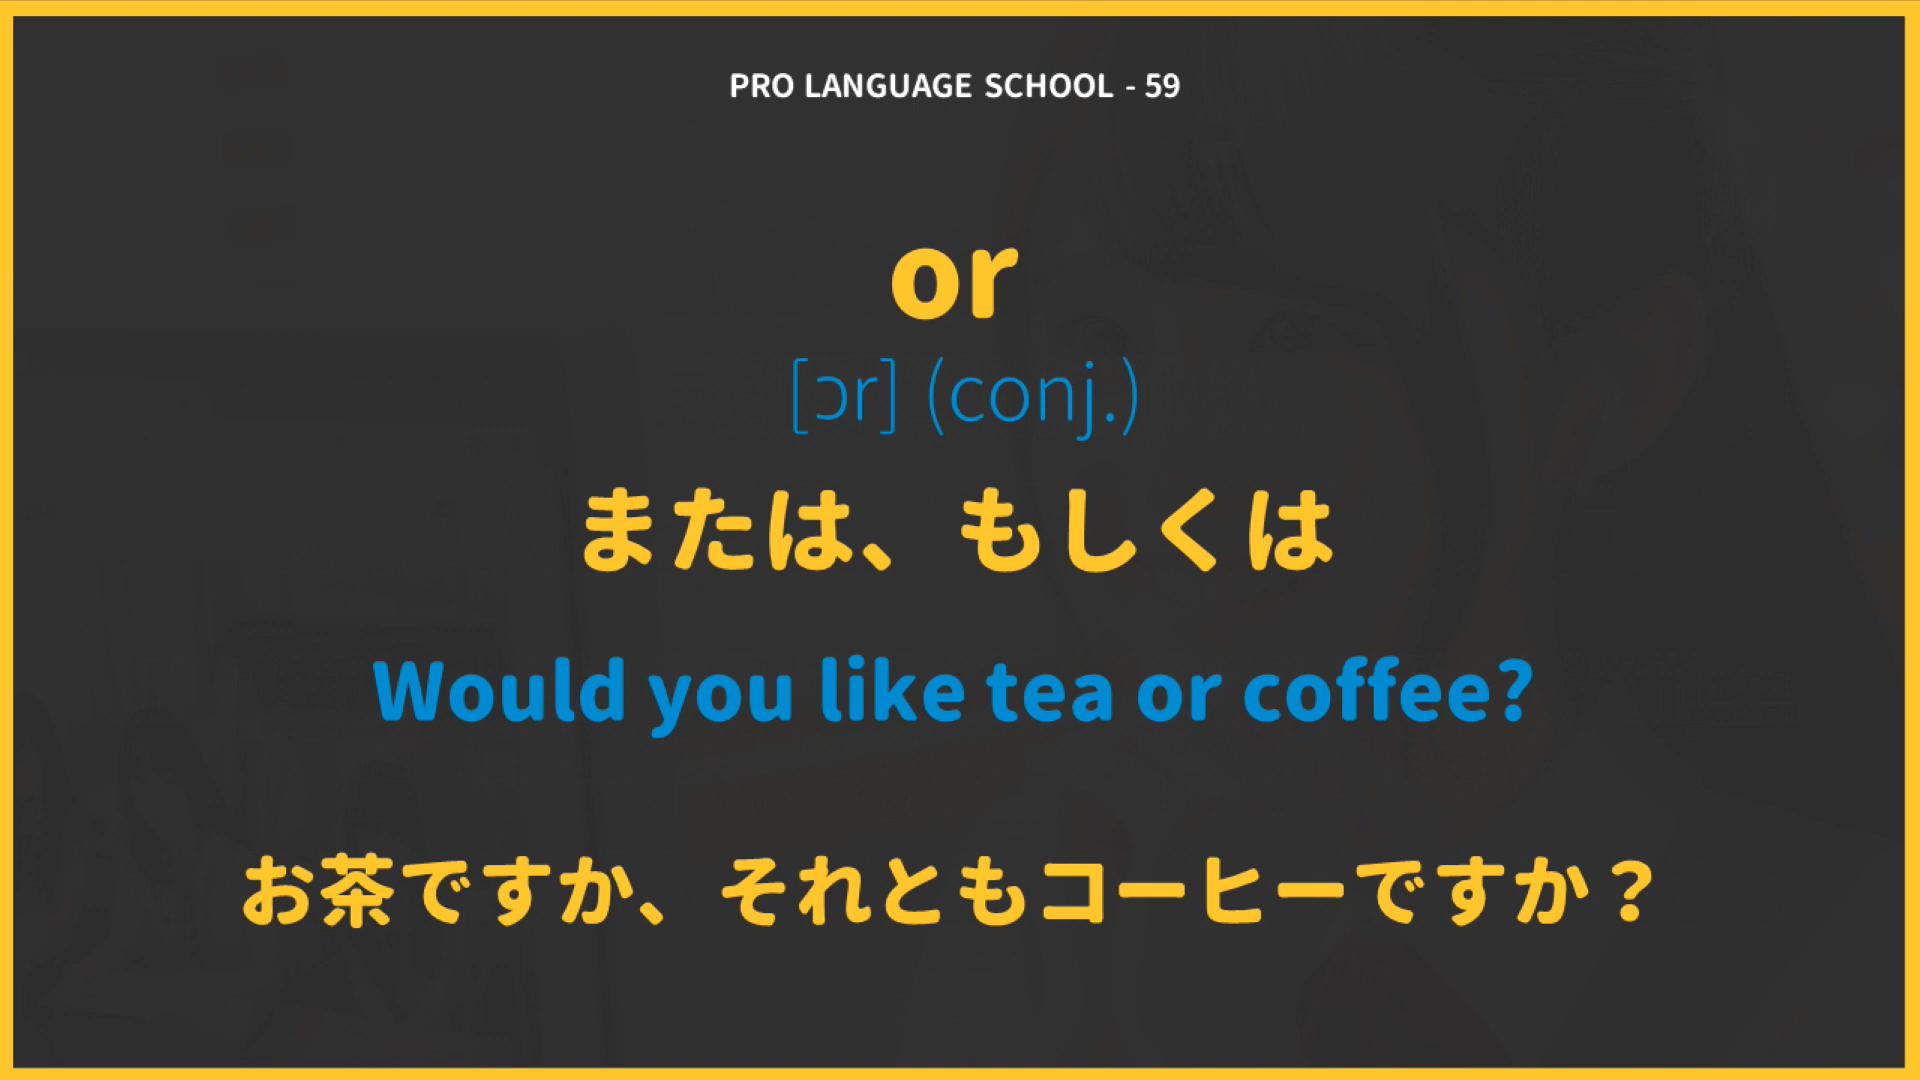 PRO LANGUAGE SCHOOL - 59
or
[ɔr] (conj.)
または、もしくは
Would you like tea or coffee?
お茶ですか、それともコーヒーですか？